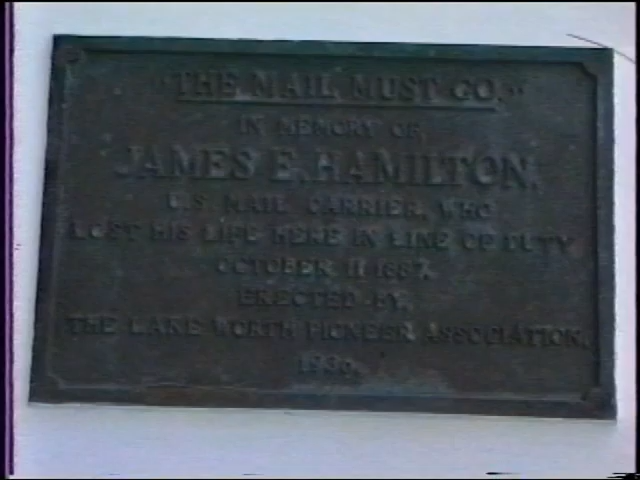 "THE MAIL MUST GO."
IN MEMORY OF
JAMES E. HAMILTON,
U.S. MAIL CARRIER, WHO
LOST HIS LIFE HERE IN LINE OF DUTY
OCTOBER 11 1887.
ERECTED BY,
THE LAKE WORTH PIONEER ASSOCIATION,
1936.